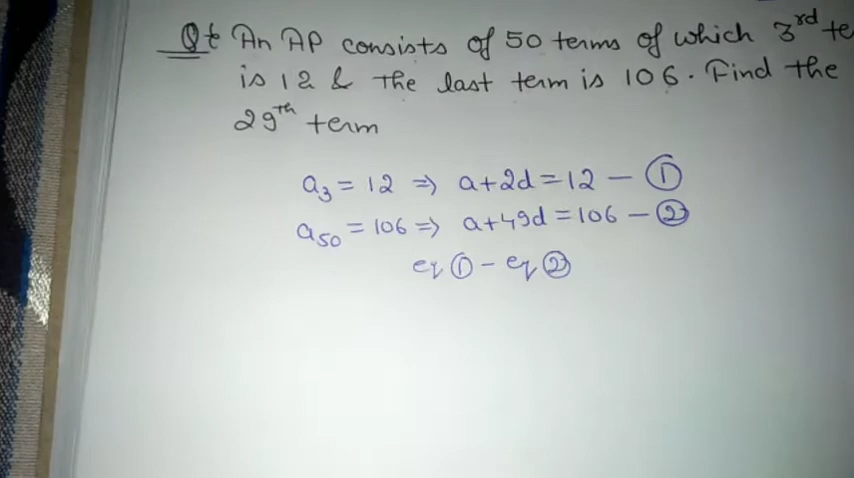 Q6 An AP consists of 50 terms of which 3rd te
is 12 & the last term is 106. Find the
29th term
a3 = 12 => a+2d = 12 — ①
a50 = 106 => a+49d = 106 — ②
eq ① - eq ②